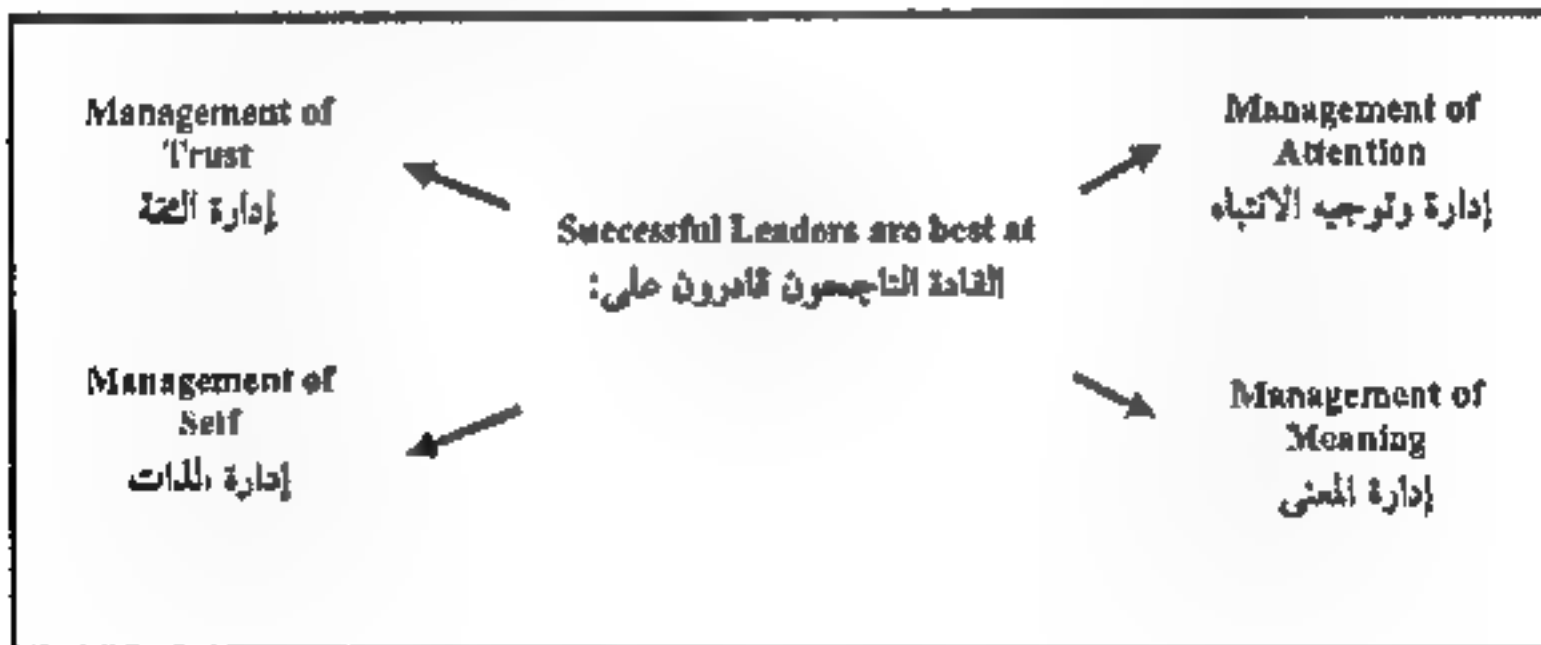 Management of
Trust
إدارة الثقة
Management of
Attention
إدارة وتوجيه الانتباه
Successful Leaders are best at
القادة الناجحون قادرون على:
Management of
Self
إدارة الذات
Management of
Meaning
إدارة المعنى